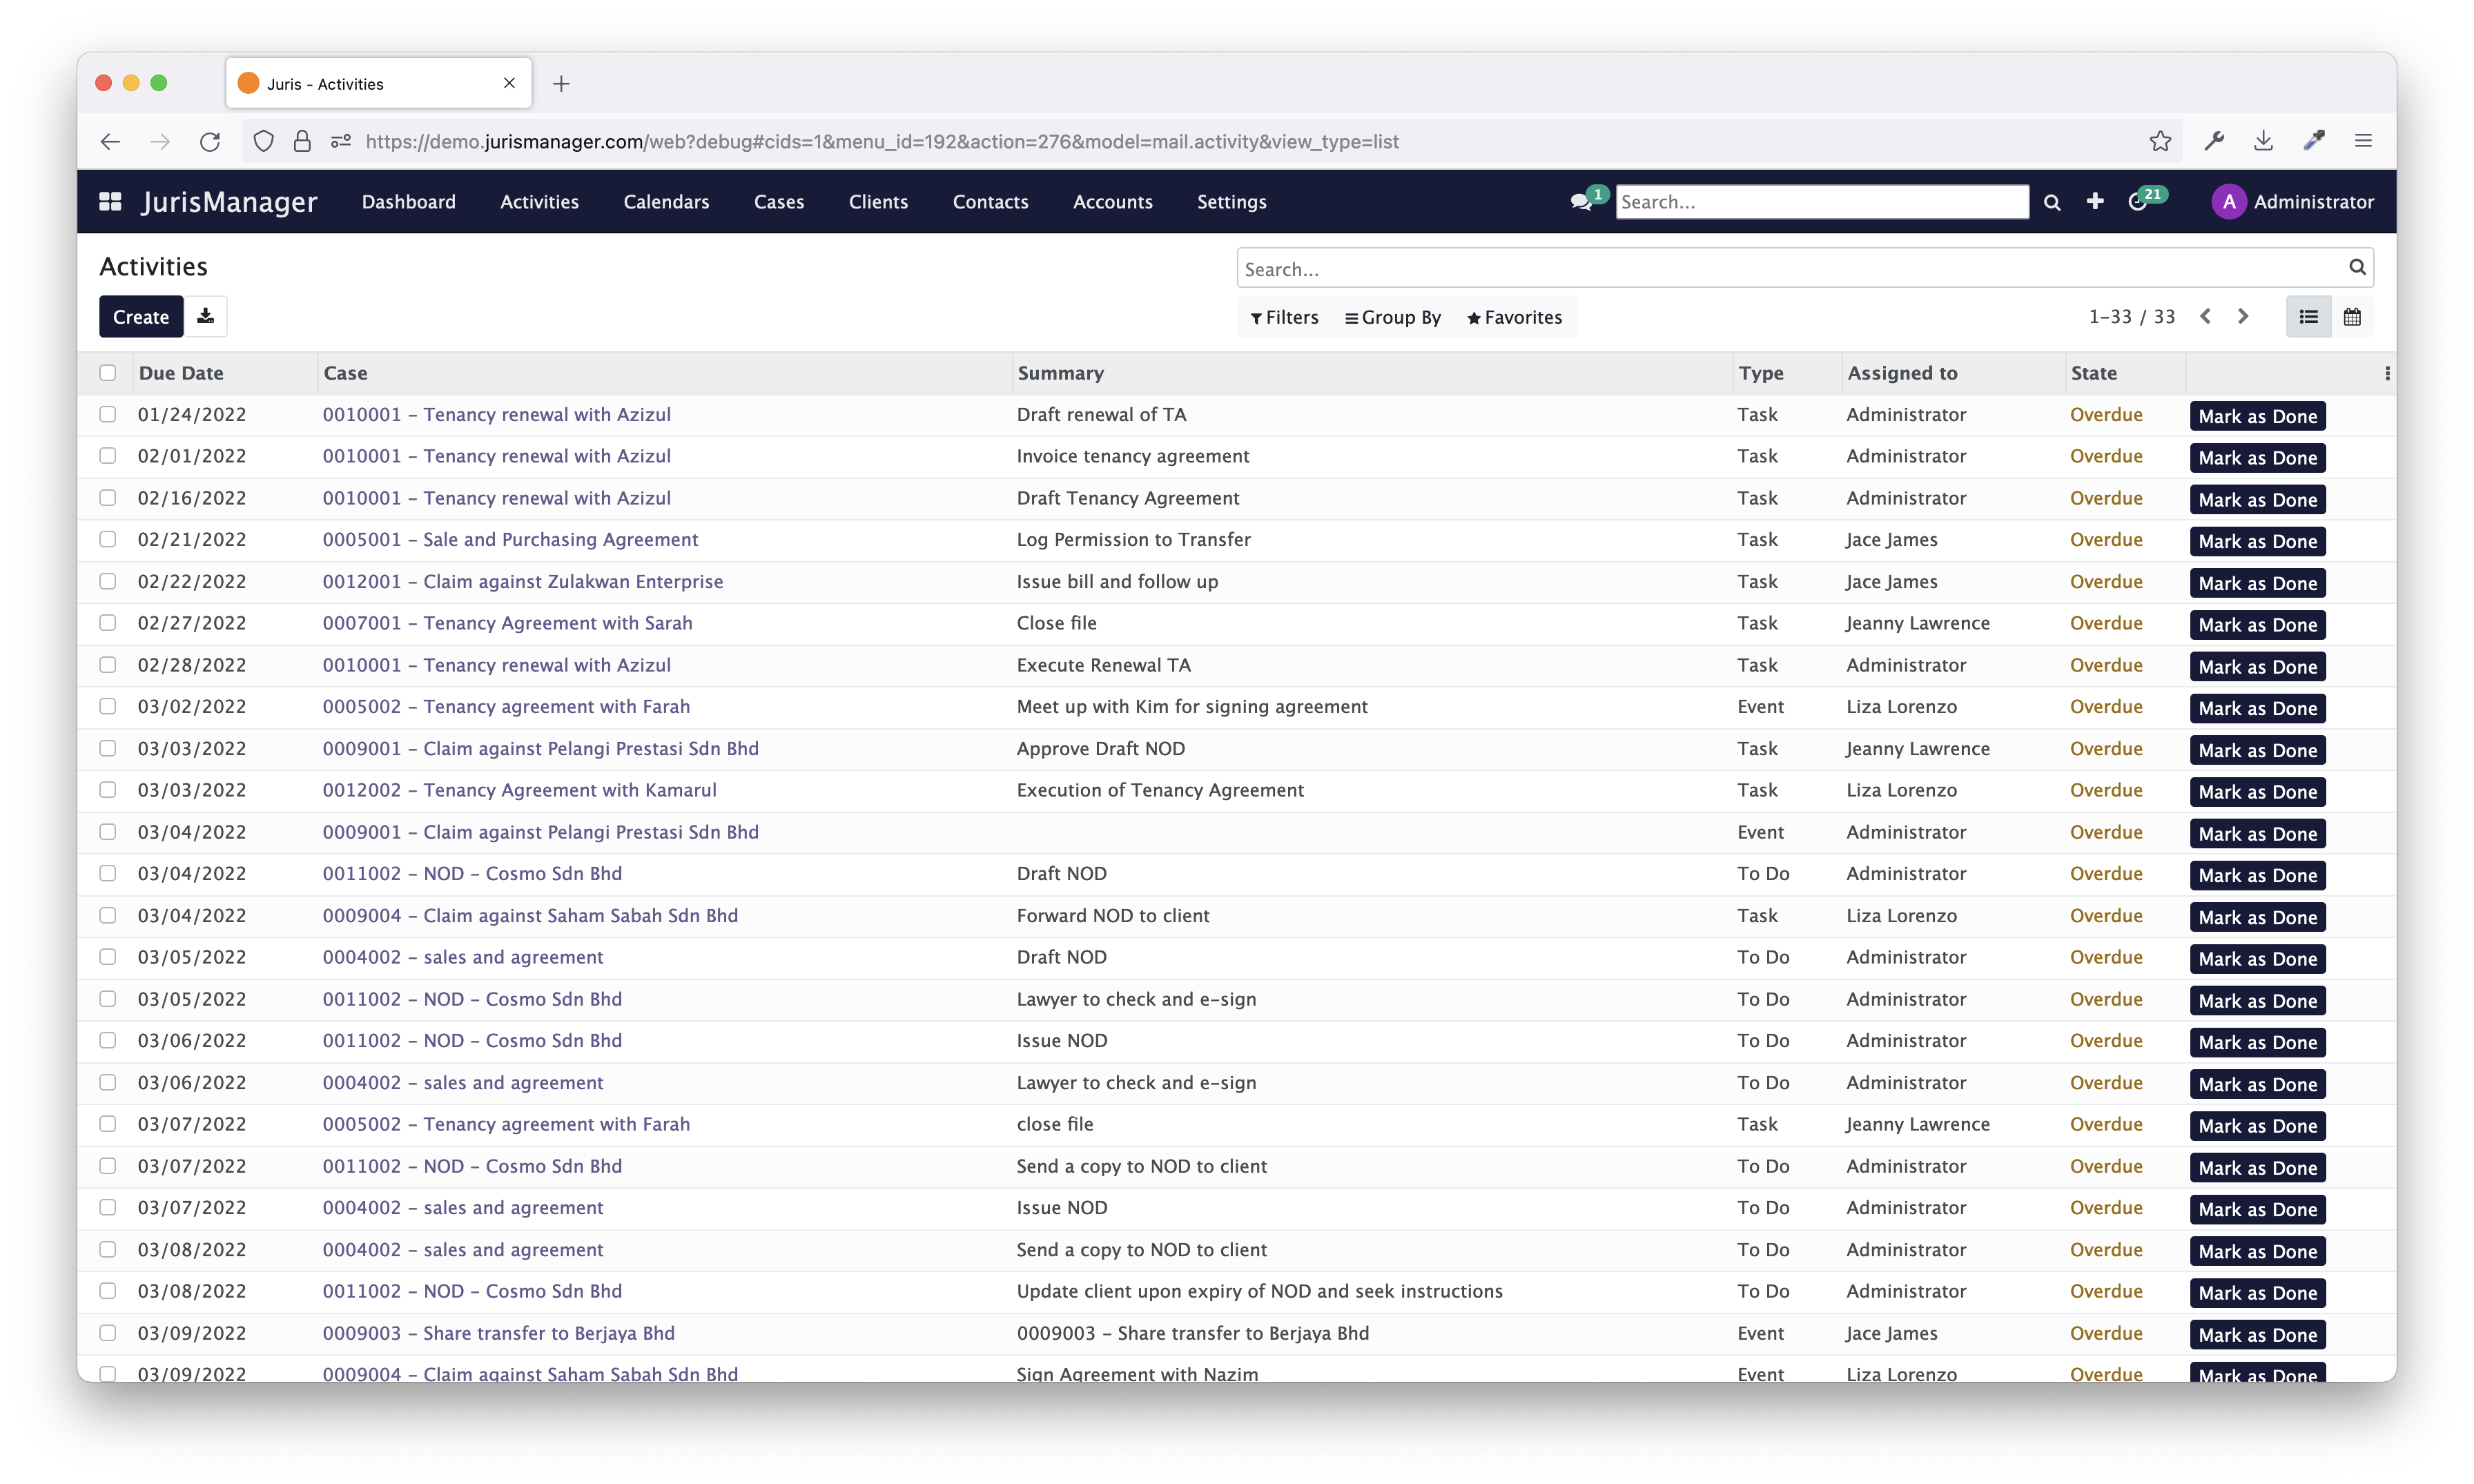 Juris - Activities
https://demo.jurismanager.com/web?debug#cids=1&menu_id=192&action=276&model=mail.activity&view_type=list
JurisManager Dashboard Activities Calendars Cases Clients Contacts Accounts Settings 1 Search... 21 A Administrator
Activities Search...
Create Filters Group By Favorites 1-33 / 33
Due Date Case Summary Type Assigned to State
01/24/2022 0010001 - Tenancy renewal with Azizul Draft renewal of TA Task Administrator Overdue Mark as Done
02/01/2022 0010001 - Tenancy renewal with Azizul Invoice tenancy agreement Task Administrator Overdue Mark as Done
02/16/2022 0010001 - Tenancy renewal with Azizul Draft Tenancy Agreement Task Administrator Overdue Mark as Done
02/21/2022 0005001 - Sale and Purchasing Agreement Log Permission to Transfer Task Jace James Overdue Mark as Done
02/22/2022 0012001 - Claim against Zulakwan Enterprise Issue bill and follow up Task Jace James Overdue Mark as Done
02/27/2022 0007001 - Tenancy Agreement with Sarah Close file Task Jeanny Lawrence Overdue Mark as Done
02/28/2022 0010001 - Tenancy renewal with Azizul Execute Renewal TA Task Administrator Overdue Mark as Done
03/02/2022 0005002 - Tenancy agreement with Farah Meet up with Kim for signing agreement Event Liza Lorenzo Overdue Mark as Done
03/03/2022 0009001 - Claim against Pelangi Prestasi Sdn Bhd Approve Draft NOD Task Jeanny Lawrence Overdue Mark as Done
03/03/2022 0012002 - Tenancy Agreement with Kamarul Execution of Tenancy Agreement Task Liza Lorenzo Overdue Mark as Done
03/04/2022 0009001 - Claim against Pelangi Prestasi Sdn Bhd Event Administrator Overdue Mark as Done
03/04/2022 0011002 - NOD - Cosmo Sdn Bhd Draft NOD To Do Administrator Overdue Mark as Done
03/04/2022 0009004 - Claim against Saham Sabah Sdn Bhd Forward NOD to client Task Liza Lorenzo Overdue Mark as Done
03/05/2022 0004002 - sales and agreement Draft NOD To Do Administrator Overdue Mark as Done
03/05/2022 0011002 - NOD - Cosmo Sdn Bhd Lawyer to check and e-sign To Do Administrator Overdue Mark as Done
03/06/2022 0011002 - NOD - Cosmo Sdn Bhd Issue NOD To Do Administrator Overdue Mark as Done
03/06/2022 0004002 - sales and agreement Lawyer to check and e-sign To Do Administrator Overdue Mark as Done
03/07/2022 0005002 - Tenancy agreement with Farah close file Task Jeanny Lawrence Overdue Mark as Done
03/07/2022 0011002 - NOD - Cosmo Sdn Bhd Send a copy to NOD to client To Do Administrator Overdue Mark as Done
03/07/2022 0004002 - sales and agreement Issue NOD To Do Administrator Overdue Mark as Done
03/08/2022 0004002 - sales and agreement Send a copy to NOD to client To Do Administrator Overdue Mark as Done
03/08/2022 0011002 - NOD - Cosmo Sdn Bhd Update client upon expiry of NOD and seek instructions To Do Administrator Overdue Mark as Done
03/09/2022 0009003 - Share transfer to Berjaya Bhd 0009003 - Share transfer to Berjaya Bhd Event Jace James Overdue Mark as Done
03/09/2022 0009004 - Claim against Saham Sabah Sdn Bhd Sign Agreement with Nazim Event Liza Lorenzo Overdue Mark as Done